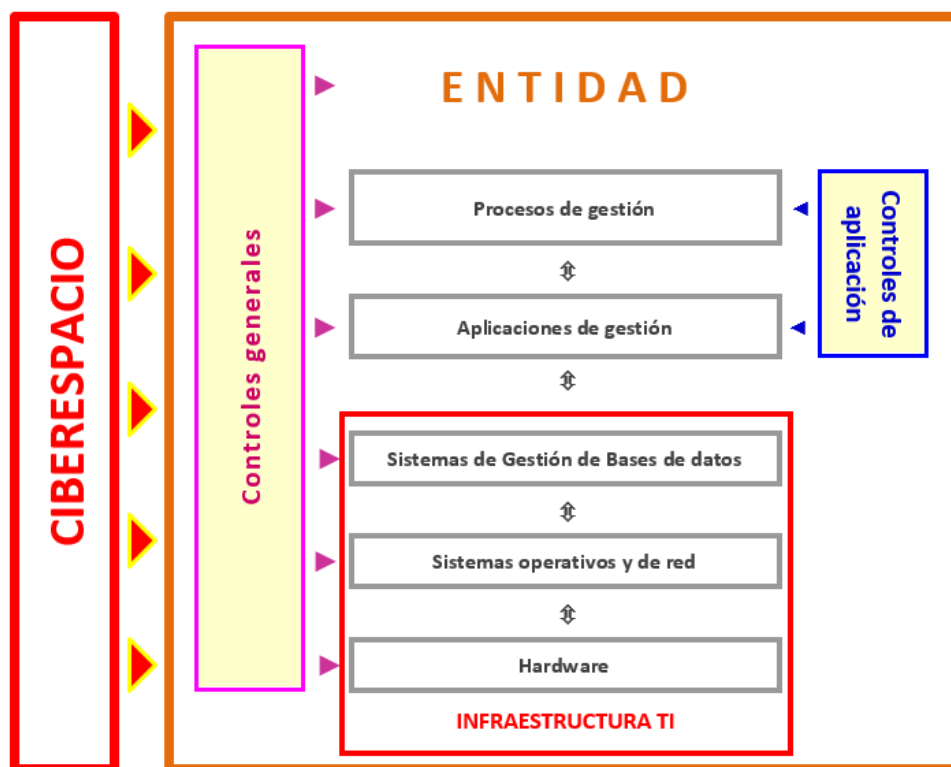 CIBERESPACIO
Controles generales
E N T I D A D
Procesos de gestión
Controles de
aplicación
Aplicaciones de gestión
Sistemas de Gestión de Bases de datos
Sistemas operativos y de red
Hardware
INFRAESTRUCTURA TI